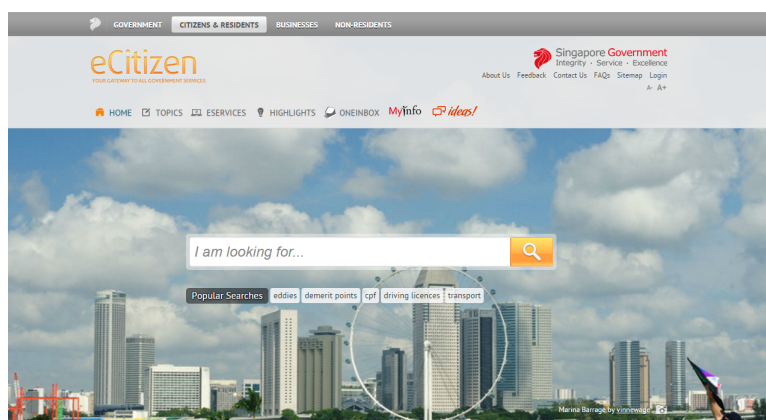 GOVERNMENT CITIZENS & RESIDENTS BUSINESSES NON-RESIDENTS
eCitizen
YOUR GATEWAY TO ALL GOVERNMENT SERVICES
Singapore Government
Integrity · Service · Excellence
About Us Feedback Contact Us FAQs Sitemap Login
A- A+
HOME TOPICS ESERVICES HIGHLIGHTS ONEINBOX Myinfo ideas!
I am looking for...
Popular Searches eddies demerit points cpf driving licences transport
Marina Barrage by vinnewage